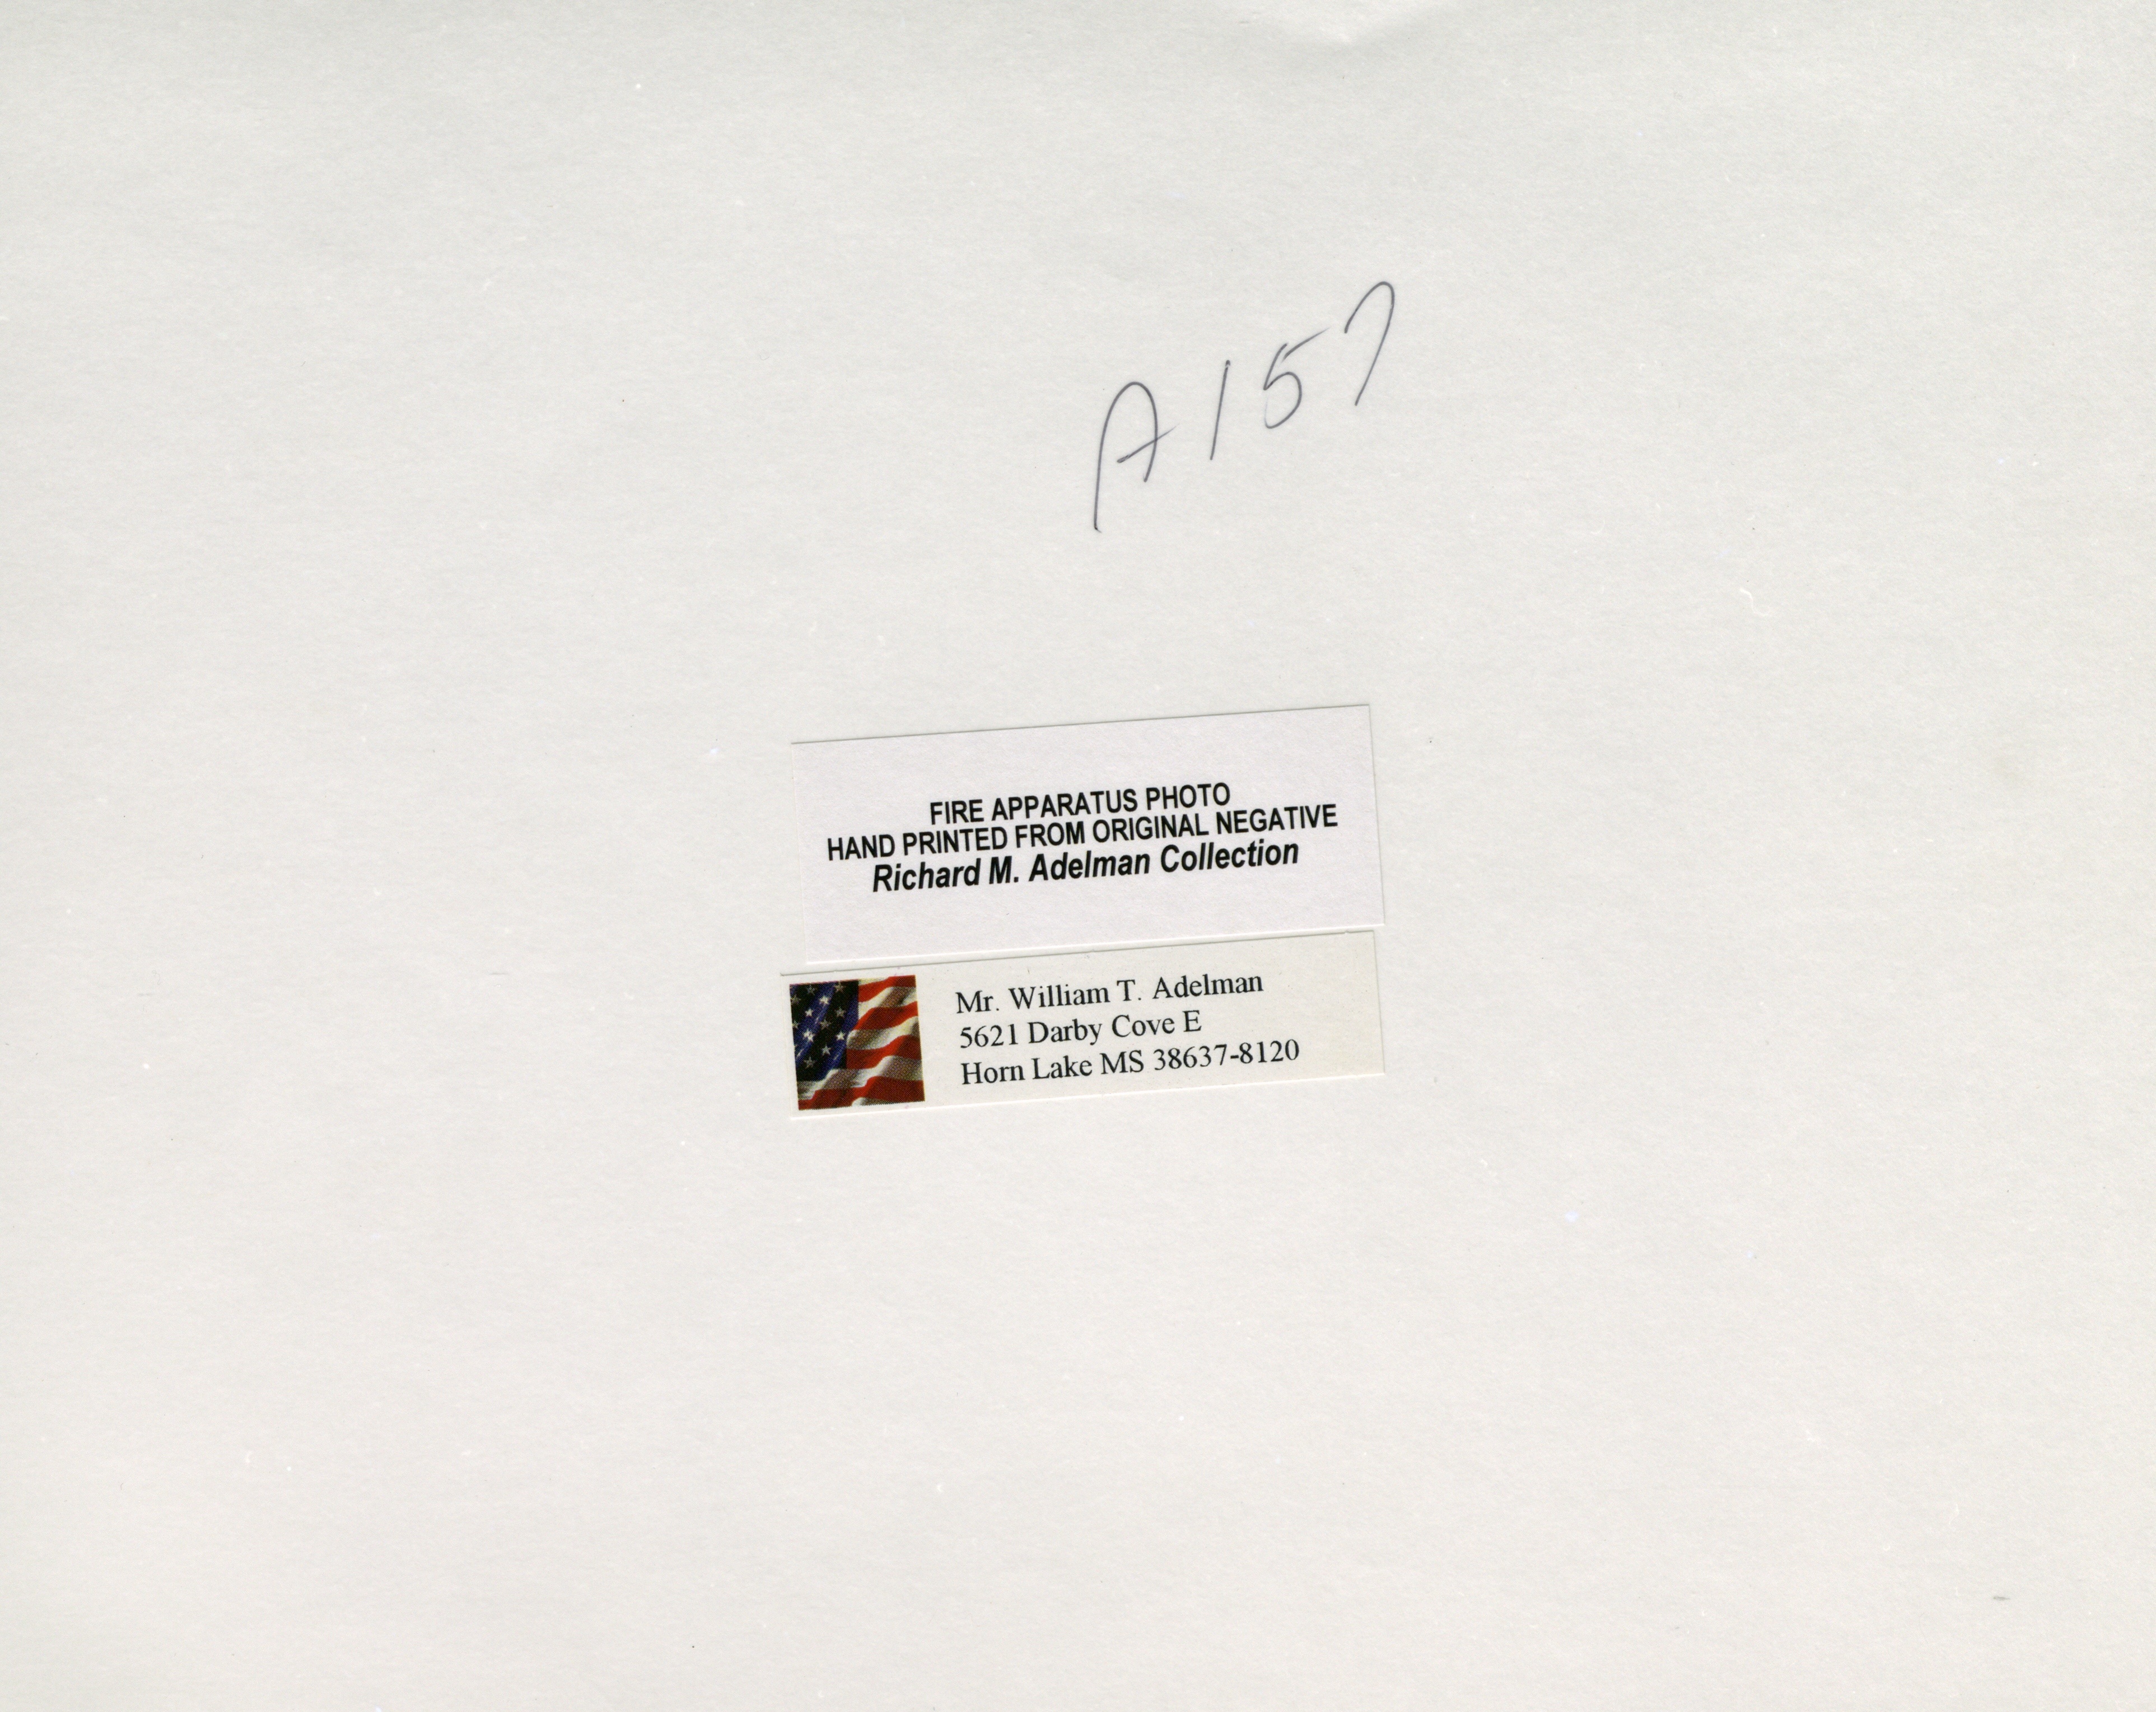 A157
FIRE APPARATUS PHOTO
HAND PRINTED FROM ORIGINAL NEGATIVE
Richard M. Adelman Collection
Mr. William T. Adelman
5621 Darby Cove E
Horn Lake MS 38637-8120